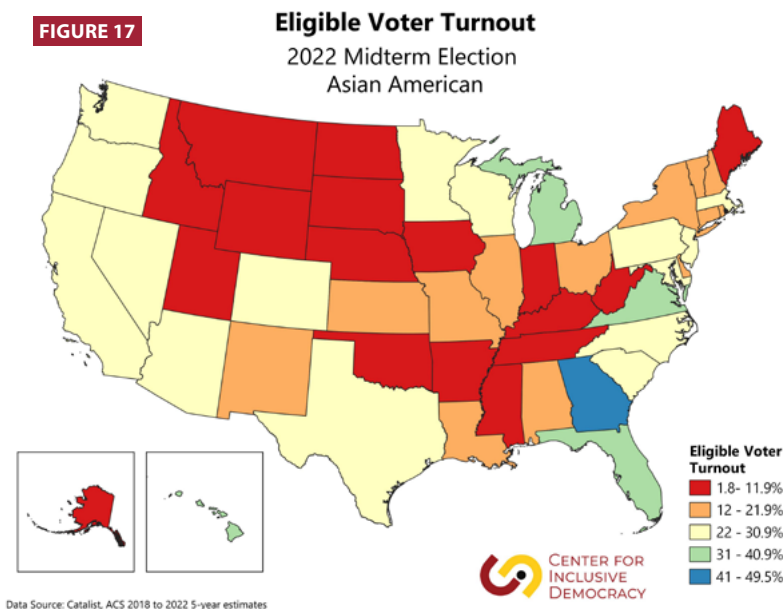 FIGURE 17
Eligible Voter Turnout
2022 Midterm Election
Asian American
Eligible Voter
Turnout
1.8- 11.9%
12 - 21.9%
22 - 30.9%
31 - 40.9%
41 - 49.5%
CENTER FOR
INCLUSIVE
DEMOCRACY
Data Source: Catalist, ACS 2018 to 2022 5-year estimates